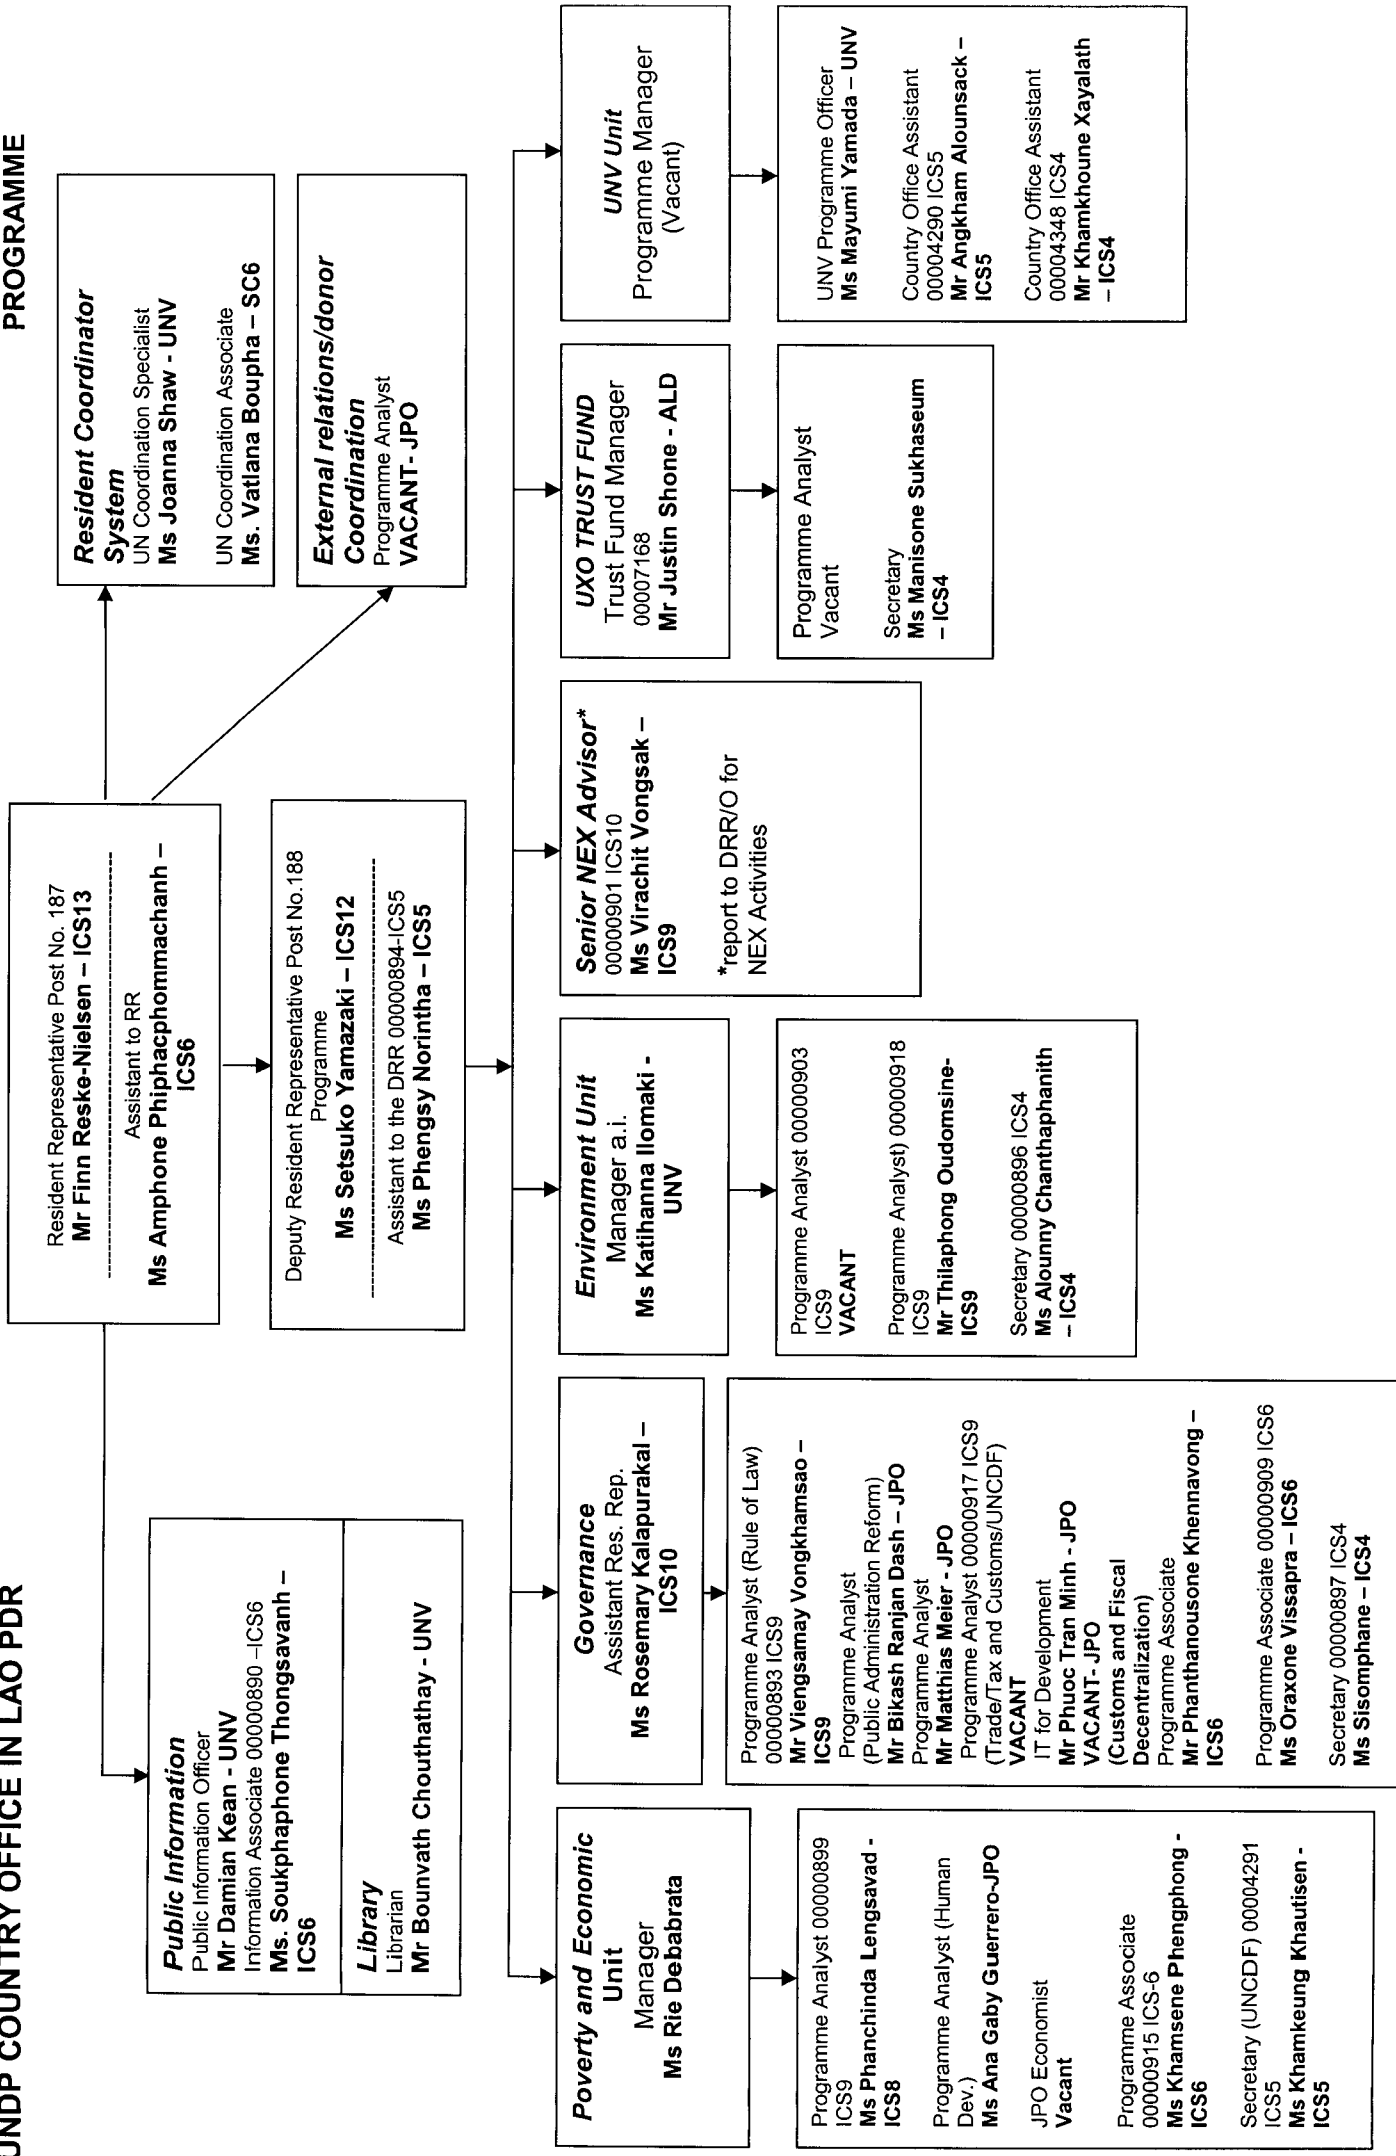 UNDP COUNTRY OFFICE IN LAO PDR
PROGRAMME
Resident Representative Post No. 187
Mr Finn Reske-Nielsen – ICS13
Assistant to RR
Ms Amphone Phiphacphommachanh –
ICS6
Public Information
Public Information Officer
Mr Damian Kean - UNV
Information Associate 00000890 –ICS6
Ms. Soukphaphone Thongsavanh –
ICS6
Library
Librarian
Mr Bounvath Chouthathay - UNV
Deputy Resident Representative Post No.188
Programme
Ms Setsuko Yamazaki – ICS12
Assistant to the DRR 00000894-ICS5
Ms Phengsy Norintha – ICS5
Resident Coordinator
System
UN Coordination Specialist
Ms Joanna Shaw - UNV
UN Coordination Associate
Ms. Vatlana Boupha – SC6
External relations/donor
Coordination
Programme Analyst
VACANT- JPO
Poverty and Economic
Unit
Manager
Ms Rie Debabrata
Programme Analyst 00000899
ICS9
Ms Phanchinda Lengsavad -
ICS8
Programme Analyst (Human
Dev.)
Ms Ana Gaby Guerrero-JPO
JPO Economist
Vacant
Programme Associate
00000915 ICS-6
Ms Khamsene Phengphong -
ICS6
Secretary (UNCDF) 00004291
ICS5
Ms Khamkeung Khautisen -
ICS5
Governance
Assistant Res. Rep.
Ms Rosemary Kalapurakal –
ICS10
Programme Analyst (Rule of Law)
00000893 ICS9
Mr Viengsamay Vongkhamsao –
ICS9
Programme Analyst
(Public Administration Reform)
Mr Bikash Ranjan Dash – JPO
Programme Analyst
Mr Matthias Meier - JPO
Programme Analyst 00000917 ICS9
(Trade/Tax and Customs/UNCDF)
VACANT
IT for Development
Mr Phuoc Tran Minh - JPO
VACANT- JPO
(Customs and Fiscal
Decentralization)
Programme Associate
Mr Phanthanousone Khennavong –
ICS6
Programme Associate 00000909 ICS6
Ms Oraxone Vissapra – ICS6
Secretary 00000897 ICS4
Ms Sisomphane – ICS4
Environment Unit
Manager a.i.
Ms Katihanna Ilomaki -
UNV
Programme Analyst 00000903
ICS9
VACANT
Programme Analyst) 00000918
ICS9
Mr Thilaphong Oudomsine-
ICS9
Secretary 00000896 ICS4
Ms Alounny Chanthaphanith
– ICS4
Senior NEX Advisor*
00000901 ICS10
Ms Virachit Vongsak –
ICS9
*report to DRR/O for
NEX Activities
UXO TRUST FUND
Trust Fund Manager
00007168
Mr Justin Shone - ALD
Programme Analyst
Vacant
Secretary
Ms Manisone Sukhaseum
– ICS4
UNV Unit
Programme Manager
(Vacant)
UNV Programme Officer
Ms Mayumi Yamada – UNV
Country Office Assistant
00004290 ICS5
Mr Angkham Alounsack –
ICS5
Country Office Assistant
00004348 ICS4
Mr Khamkhoune Xayalath
– ICS4